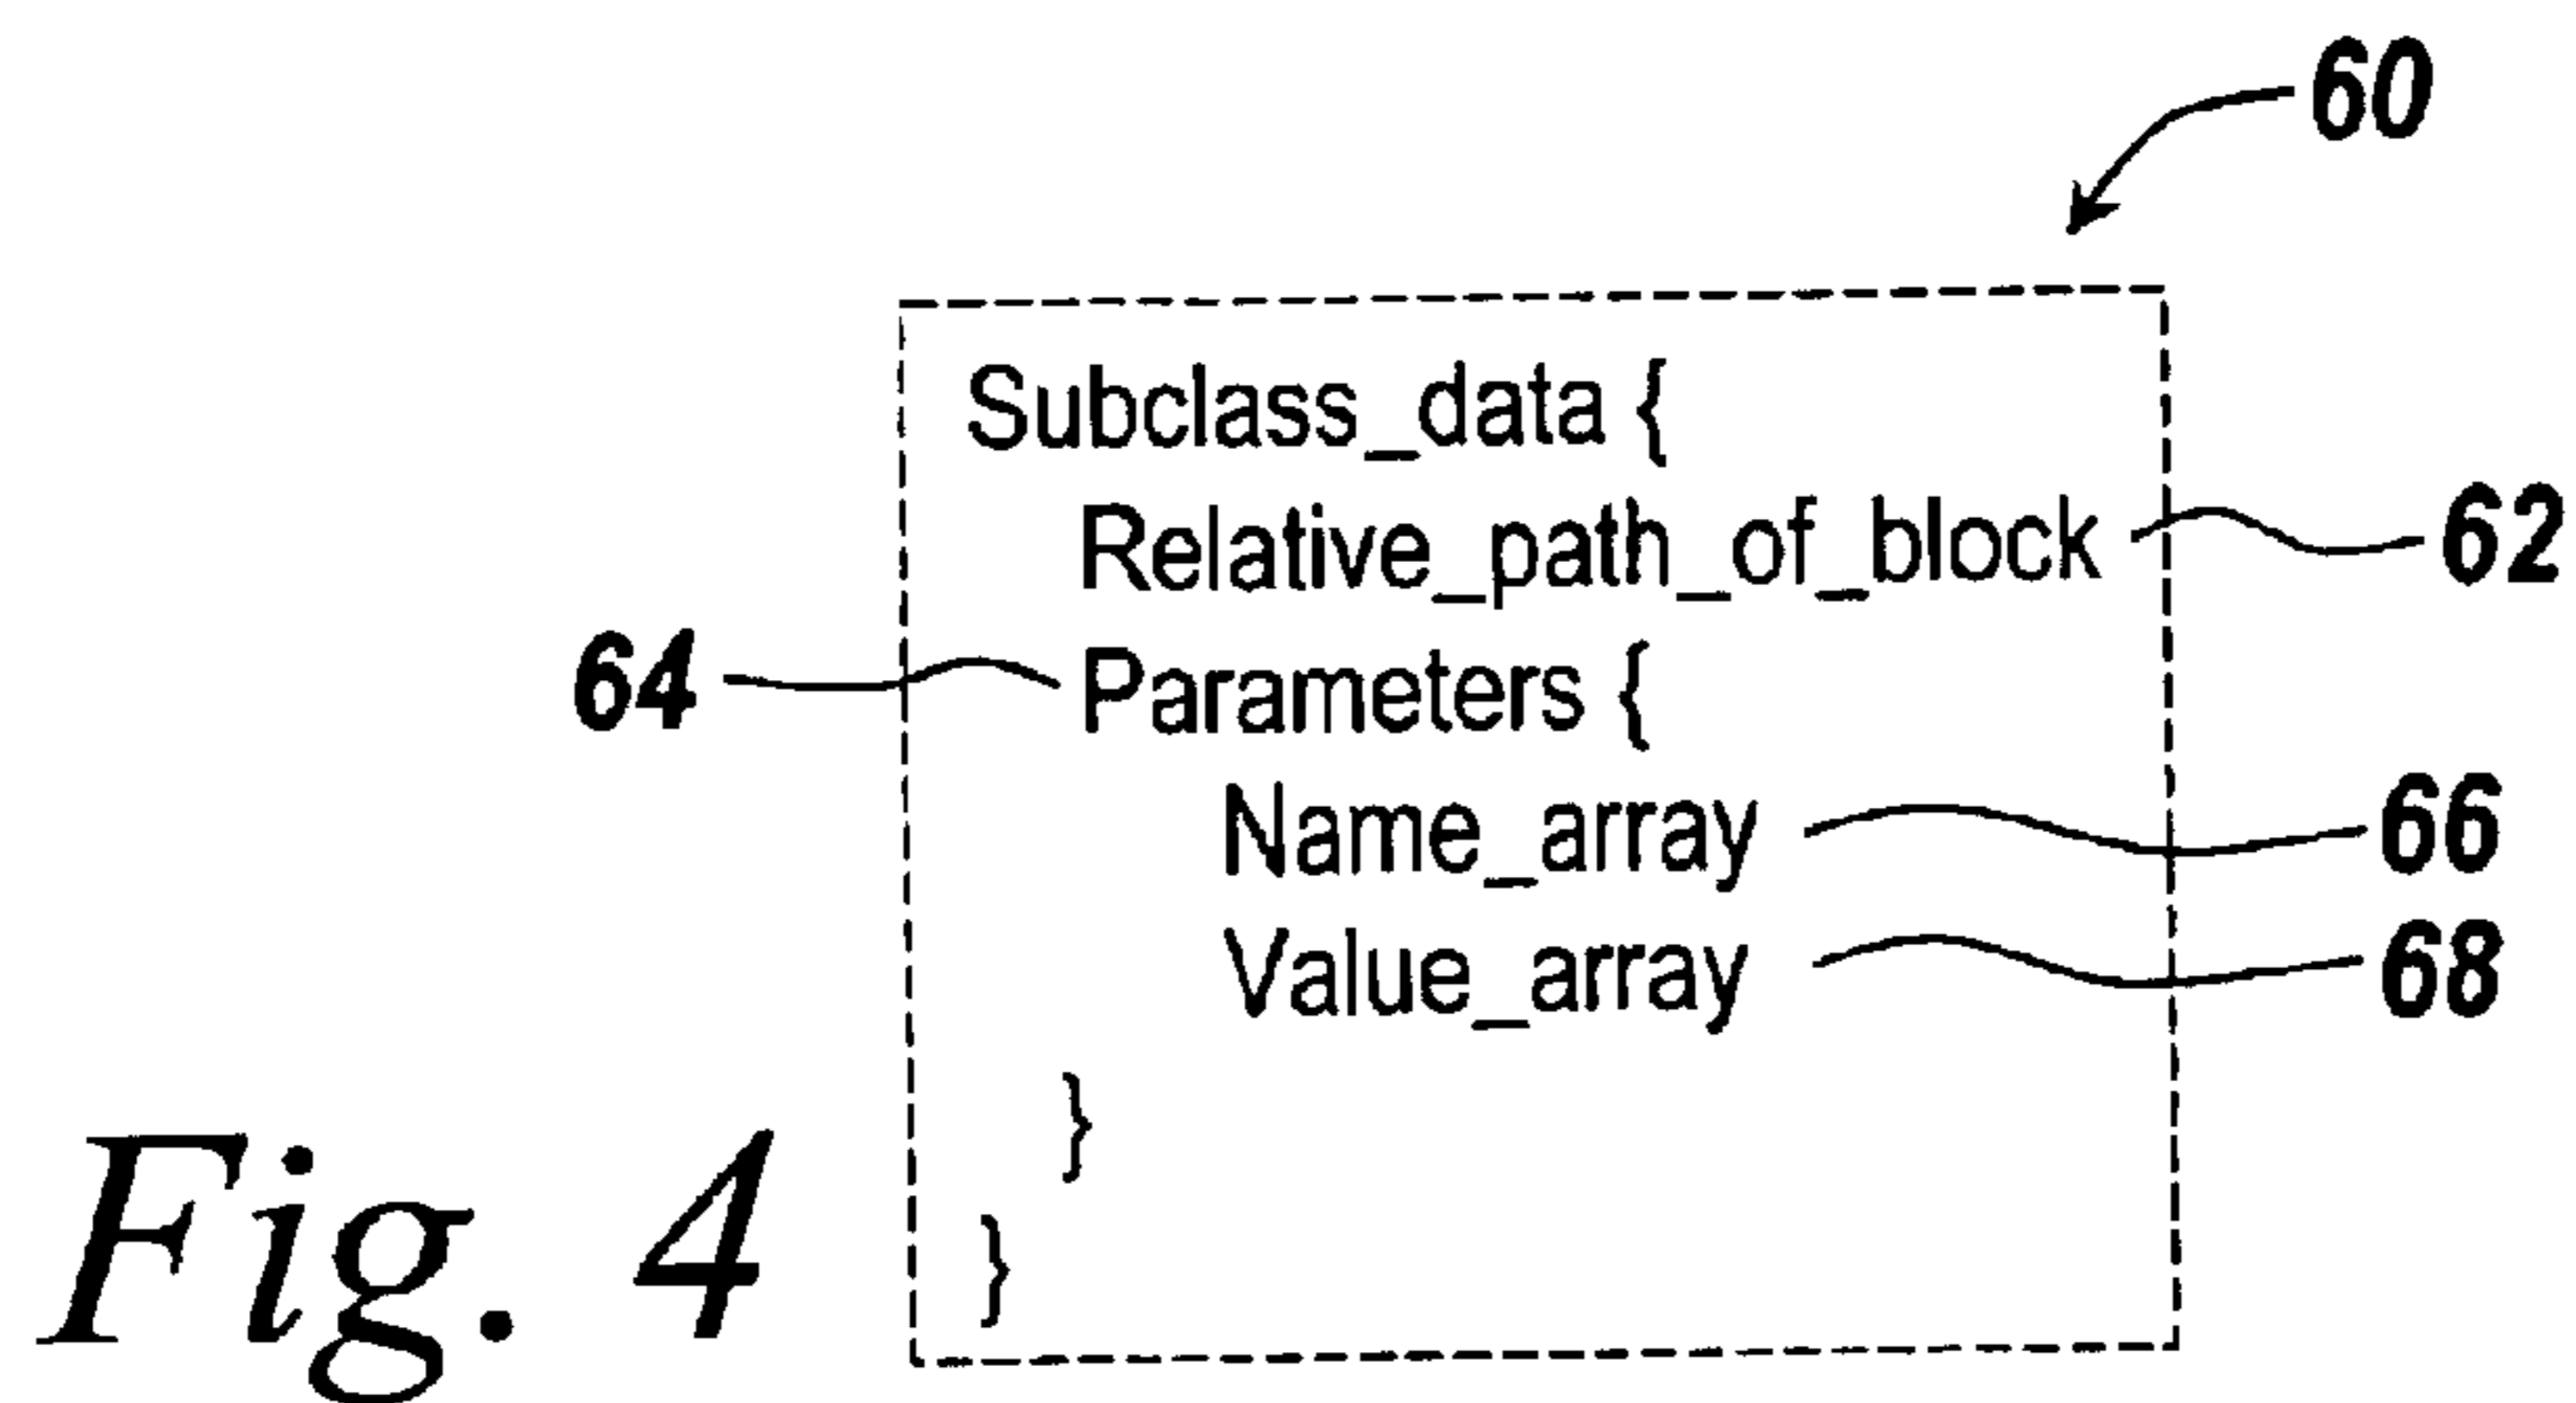 60
Subclass_data {
Relative_path_of_block 62
64 Parameters {
Name_array 66
Value_array 68
}
}
Fig. 4